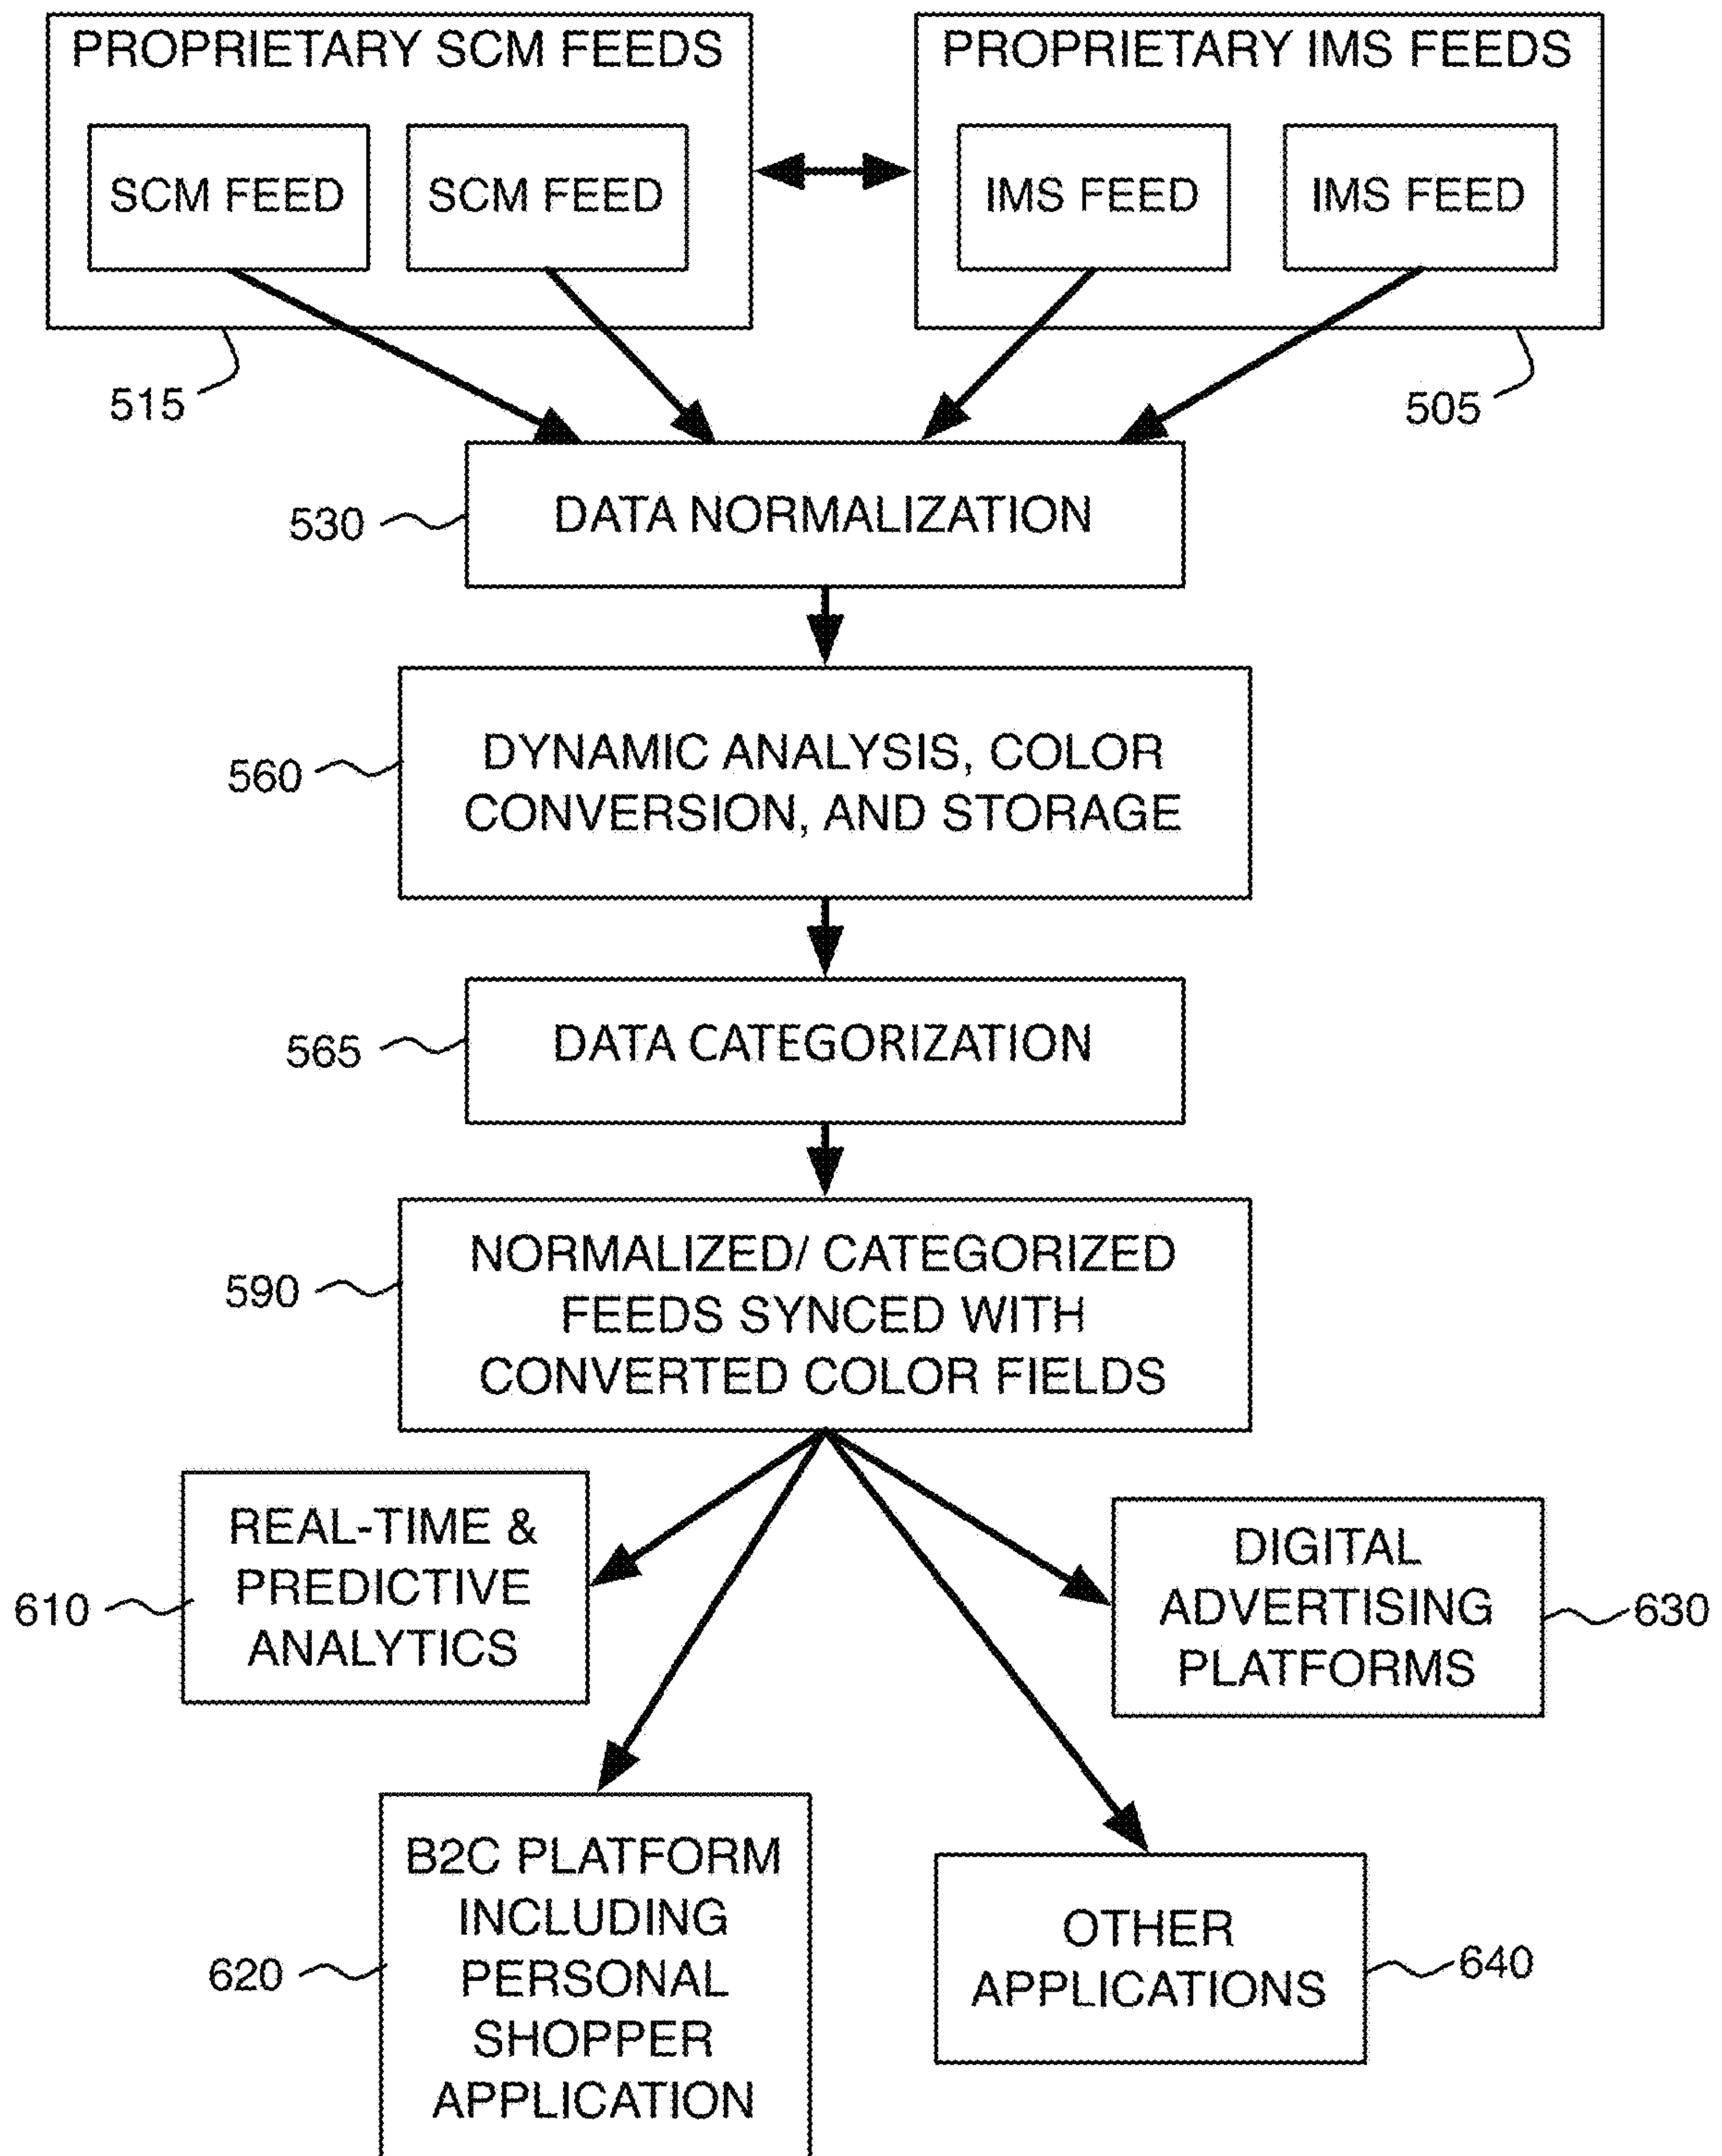 PROPRIETARY SCM FEEDS
PROPRIETARY IMS FEEDS
SCM FEED
SCM FEED
IMS FEED
IMS FEED
515
505
530
DATA NORMALIZATION
560
DYNAMIC ANALYSIS, COLOR
CONVERSION, AND STORAGE
565
DATA CATEGORIZATION
590
NORMALIZED/ CATEGORIZED
FEEDS SYNCED WITH
CONVERTED COLOR FIELDS
610
REAL-TIME &
PREDICTIVE
ANALYTICS
DIGITAL
ADVERTISING
PLATFORMS
630
620
B2C PLATFORM
INCLUDING
PERSONAL
SHOPPER
APPLICATION
OTHER
APPLICATIONS
640